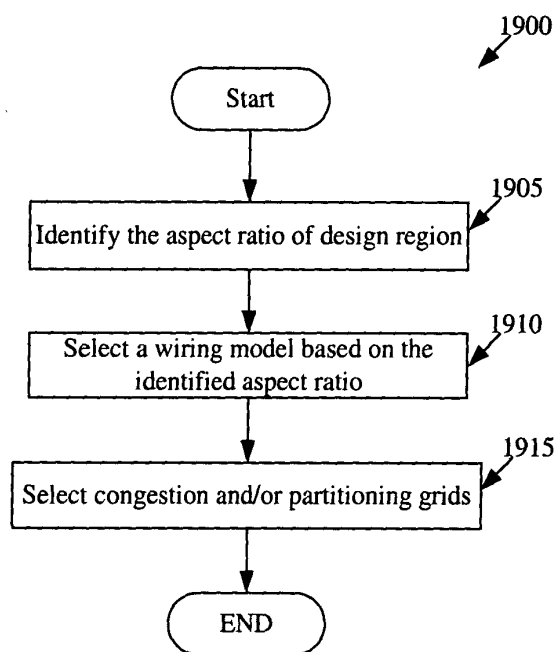 1900
Start
1905
Identify the aspect ratio of design region
1910
Select a wiring model based on the
identified aspect ratio
1915
Select congestion and/or partitioning grids
END